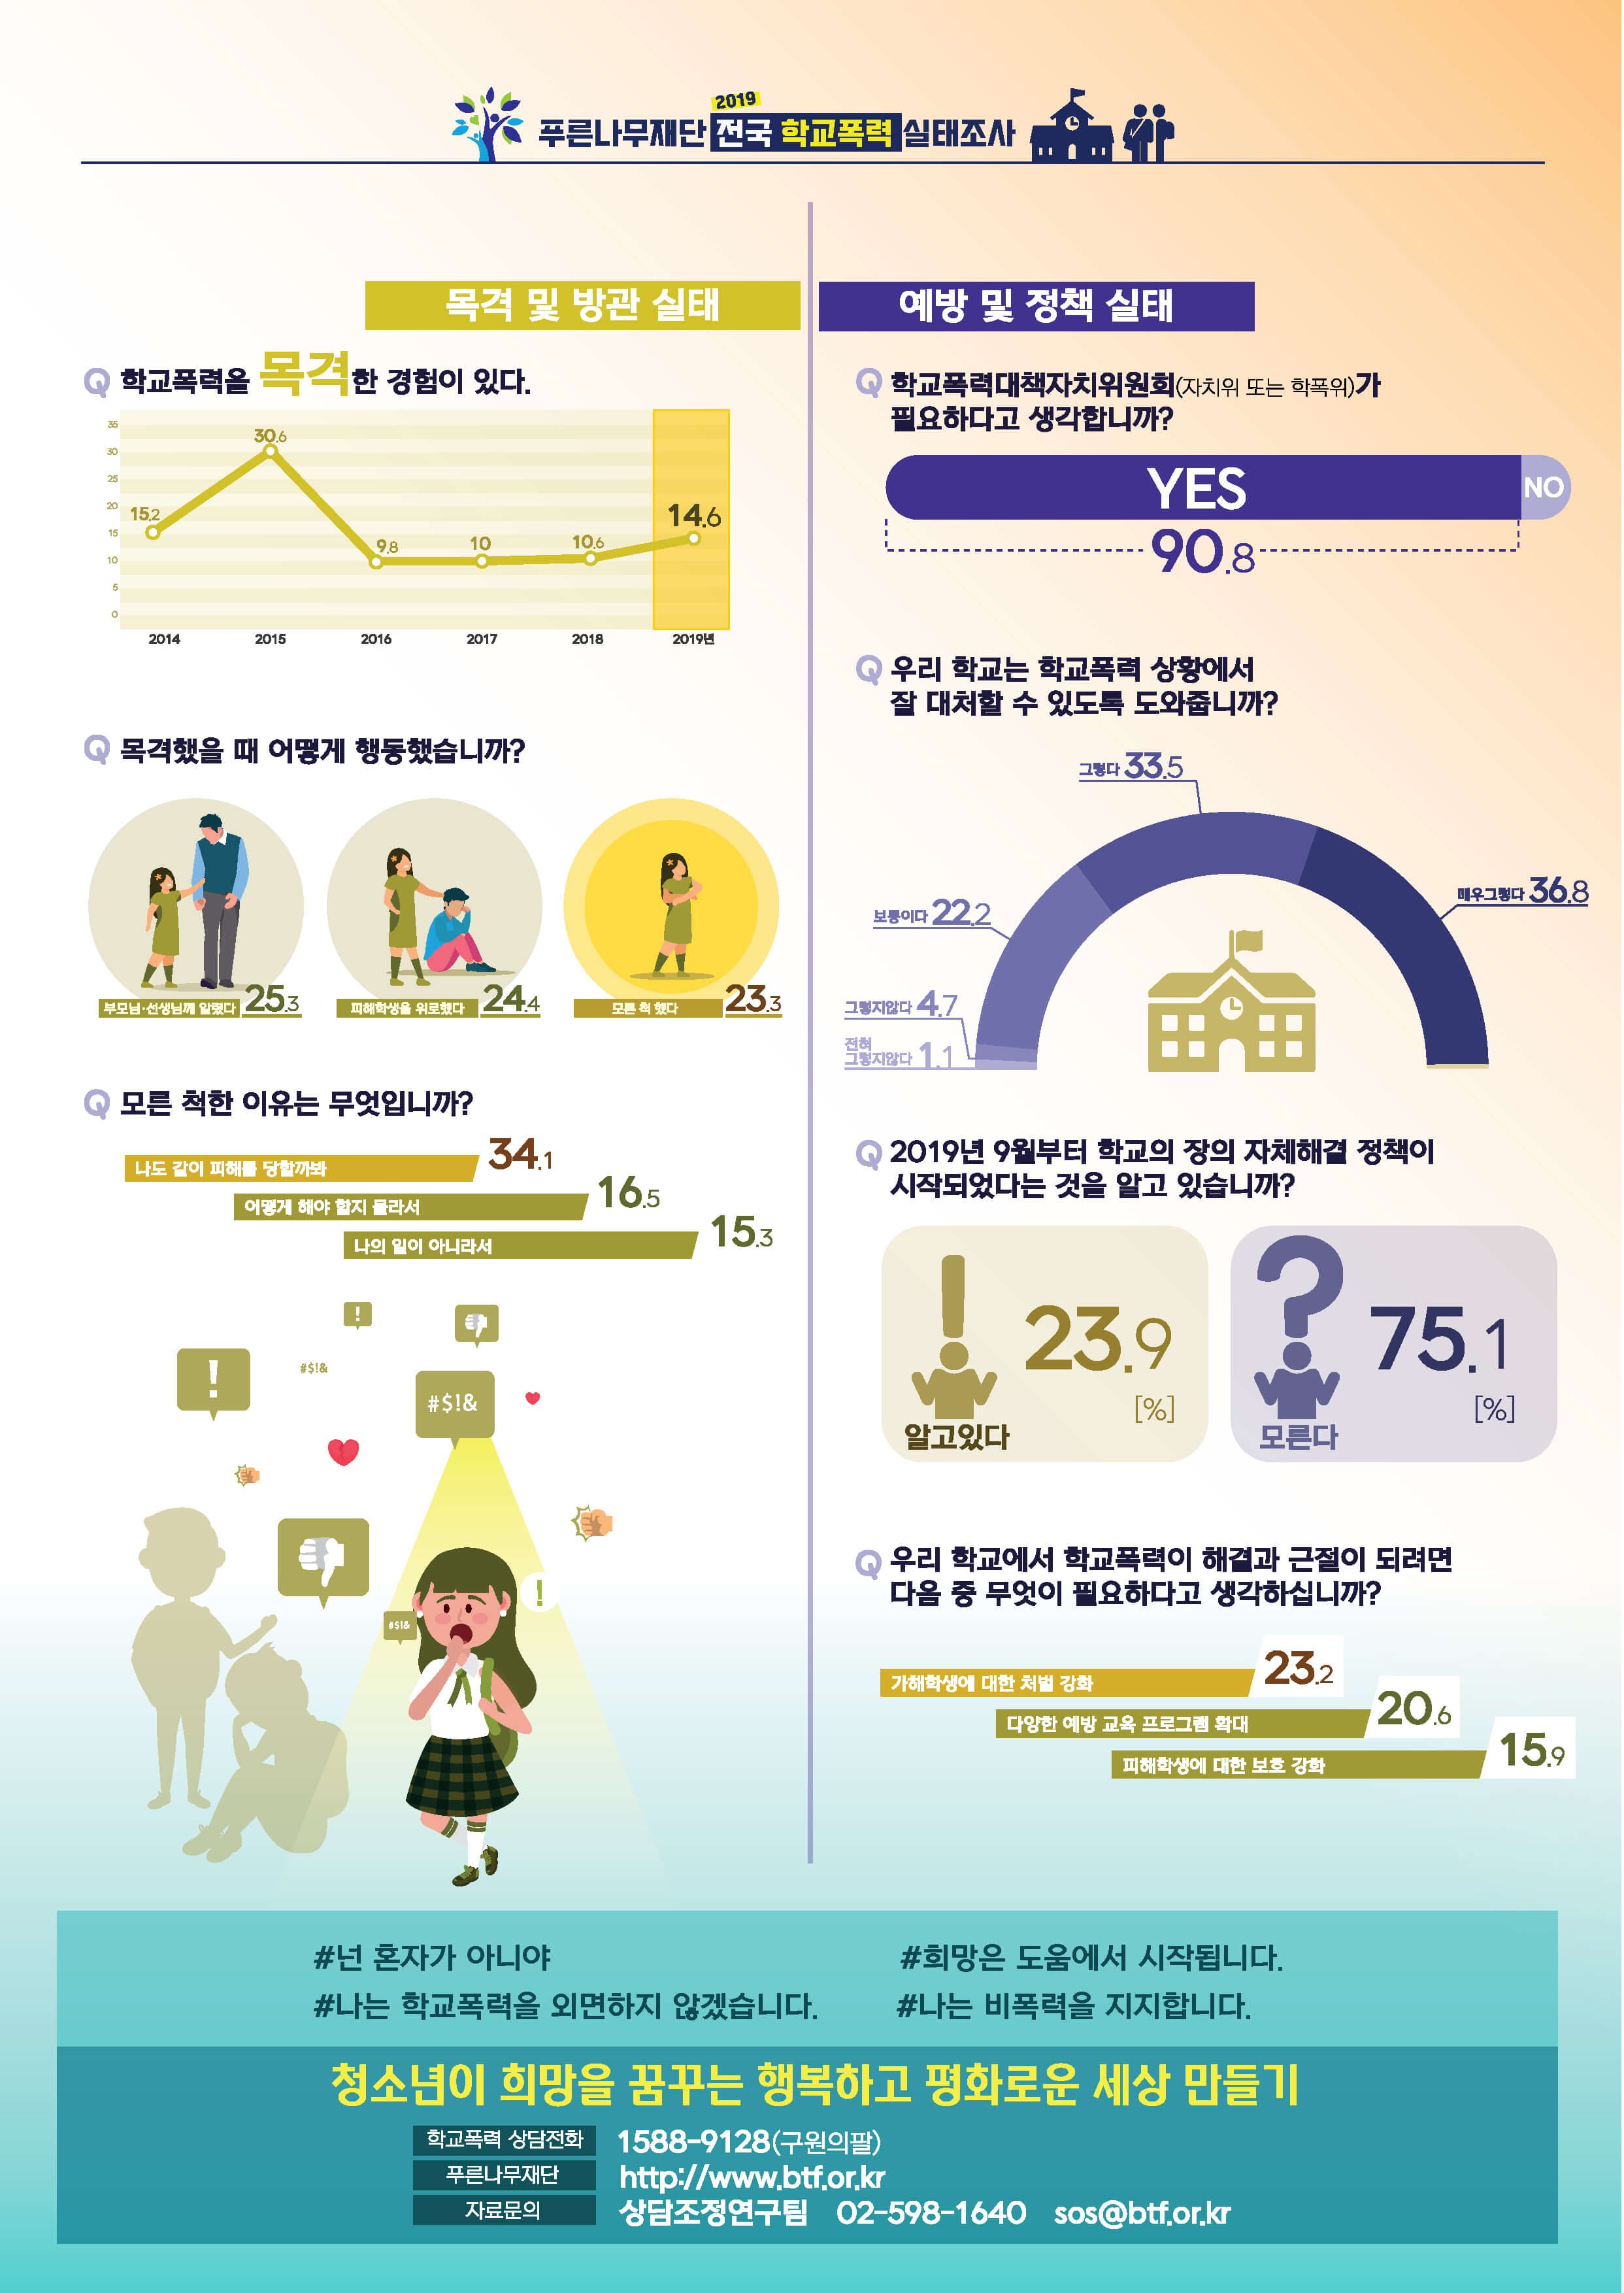 2019
푸른나무재단 전국 학교폭력 실태조사
목격 및 방관 실태
Q 학교폭력을 목격한 경험이 있다.
35
30
25
20
15
10
5
0
15.2
30.6
9.8
10
10.6
14.6
2014 2015 2016 2017 2018 2019년
Q 목격했을 때 어떻게 행동했습니까?
부모님·선생님께 알렸다 25.3
피해학생을 위로했다 24.4
모른 척 했다 23.3
Q 모른 척한 이유는 무엇입니까?
나도 같이 피해를 당할까봐 34.1
어떻게 해야 할지 몰라서 16.5
나의 일이 아니라서 15.3
!
!
#$!&
#$!&
!
#$!&
예방 및 정책 실태
Q 학교폭력대책자치위원회(자치위 또는 학폭위)가
필요하다고 생각합니까?
YES
NO
90.8
Q 우리 학교는 학교폭력 상황에서
잘 대처할 수 있도록 도와줍니까?
그렇다 33.5
매우그렇다 36.8
보통이다 22.2
그렇지않다 4.7
전혀
그렇지않다 1.1
Q 2019년 9월부터 학교의 장의 자체해결 정책이
시작되었다는 것을 알고 있습니까?
! 23.9
[%]
알고있다
? 75.1
[%]
모른다
Q 우리 학교에서 학교폭력이 해결과 근절이 되려면
다음 중 무엇이 필요하다고 생각하십니까?
가해학생에 대한 처벌 강화 23.2
다양한 예방 교육 프로그램 확대 20.6
피해학생에 대한 보호 강화 15.9
#넌 혼자가 아니야
#희망은 도움에서 시작됩니다.
#나는 학교폭력을 외면하지 않겠습니다.
#나는 비폭력을 지지합니다.
청소년이 희망을 꿈꾸는 행복하고 평화로운 세상 만들기
학교폭력 상담전화 1588-9128(구원의팔)
푸른나무재단 http://www.btf.or.kr
자료문의 상담조정연구팀 02-598-1640 sos@btf.or.kr